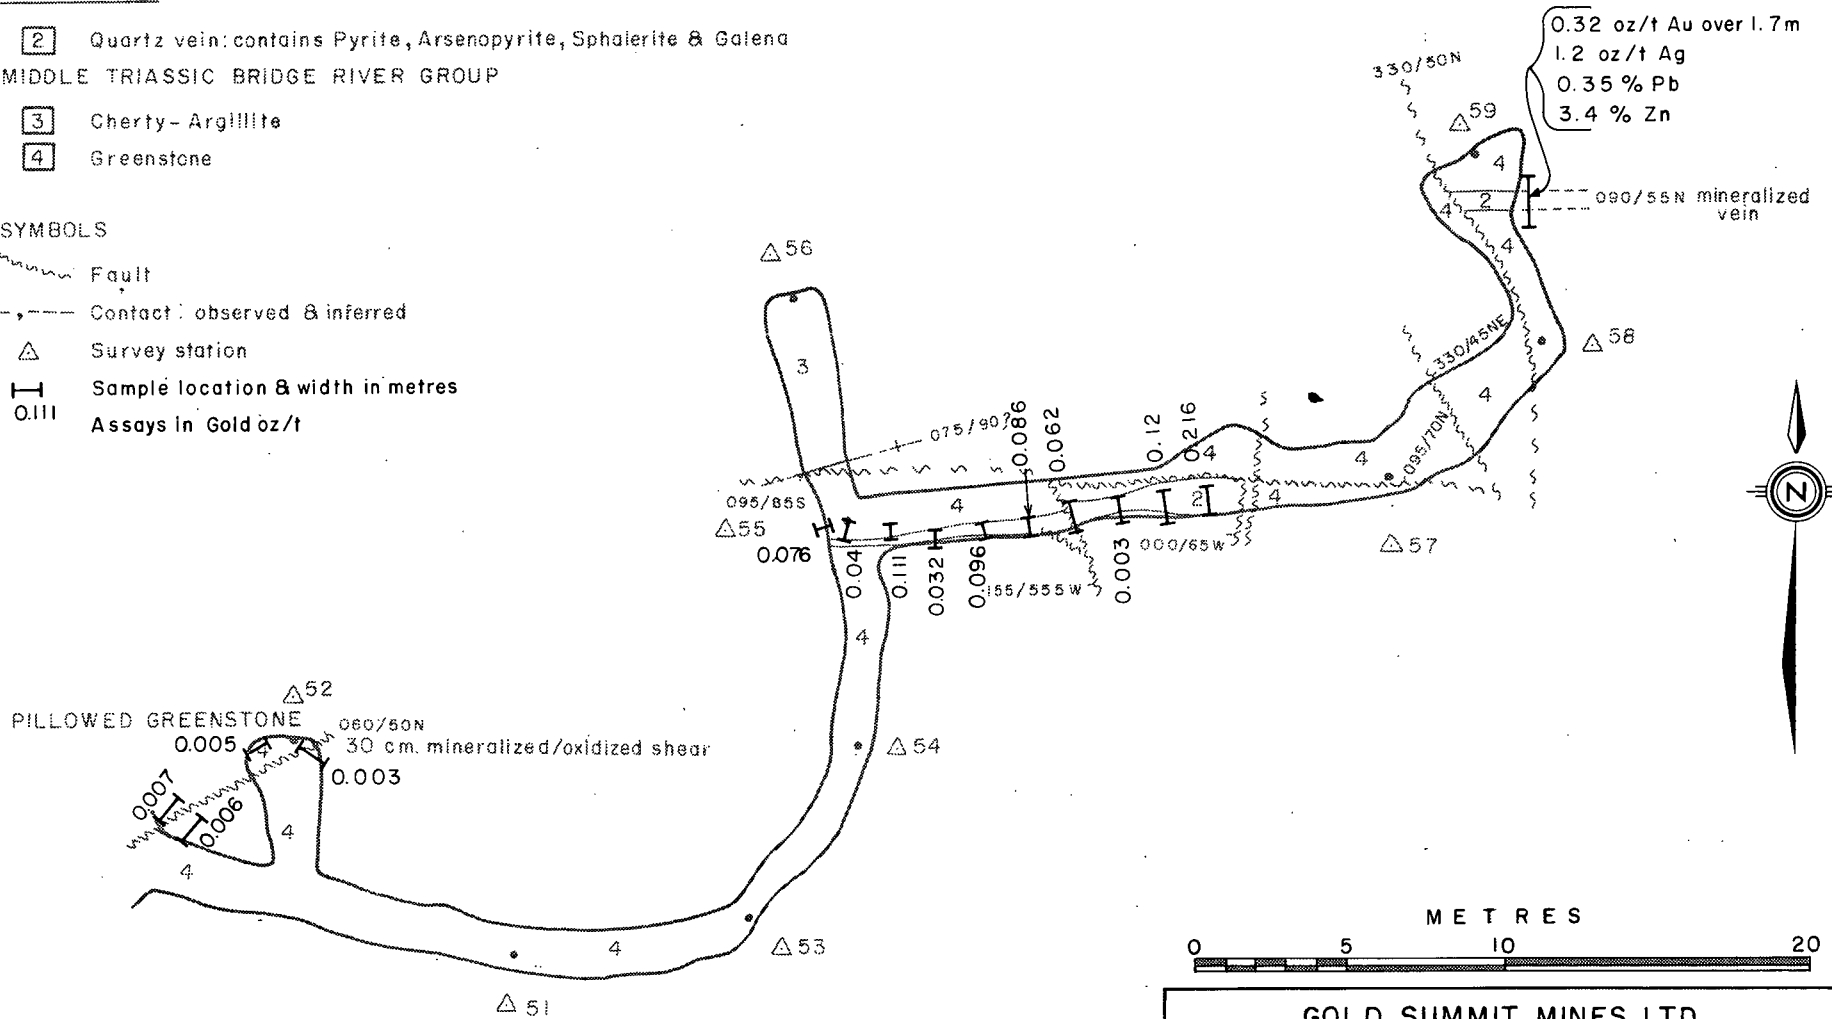 2 Quartz vein: contains Pyrite, Arsenopyrite, Sphalerite & Galena
MIDDLE TRIASSIC BRIDGE RIVER GROUP
3 Cherty-Argillite
4 Greenstone
SYMBOLS
Fault
Contact: observed & inferred
Survey station
Sample location & width in metres
0.111 Assays in Gold oz/t
0.32 oz/t Au over 1.7m
1.2 oz/t Ag
0.35 % Pb
3.4 % Zn
330/50N
59
4
090/55N mineralized
vein
2
4
4
56
3
58
330/45NE
4
095/70N
075/90?
0.086
0.062
0.12
0.216
4
4
095/85S
4
2
4
55
57
0.076
0.04
0.111
0.032
0.096
155/555W
0.003
000/65W
N
4
52
PILLOWED GREENSTONE
060/50N
0.005
30 cm. mineralized/oxidized shear
4
0.003
54
0.007
0.006
4
4
4
53
51
METRES
0 5 10 20
GOLD SUMMIT MINES LTD